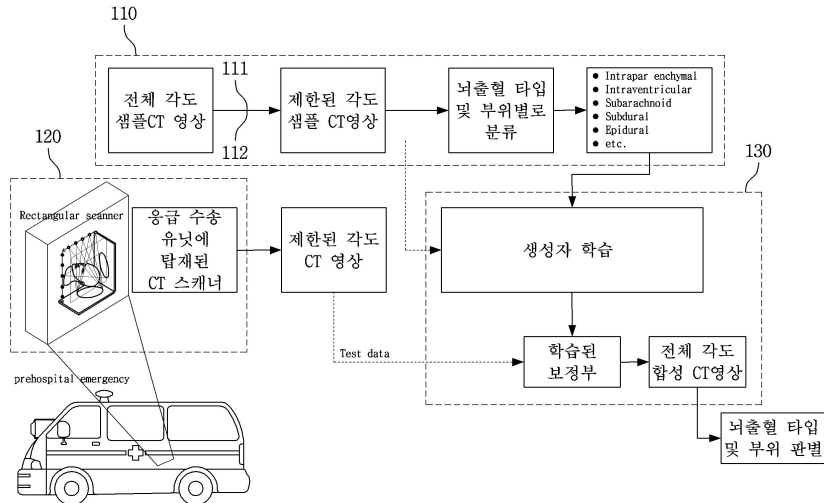 110
전체 각도
샘플CT 영상
111
112
제한된 각도
샘플 CT영상
뇌출혈 타입
및 부위별로
분류
● Intrapar enchymal
● Intraventricular
● Subarachnoid
● Subdural
● Epidural
● etc.
120
Rectangular scanner
응급 수송
유닛에
탑재된
CT 스캐너
제한된 각도
CT 영상
130
생성자 학습
Test data
학습된
보정부
전체 각도
합성 CT영상
뇌출혈 타입
및 부위 판별
prehospital emergency